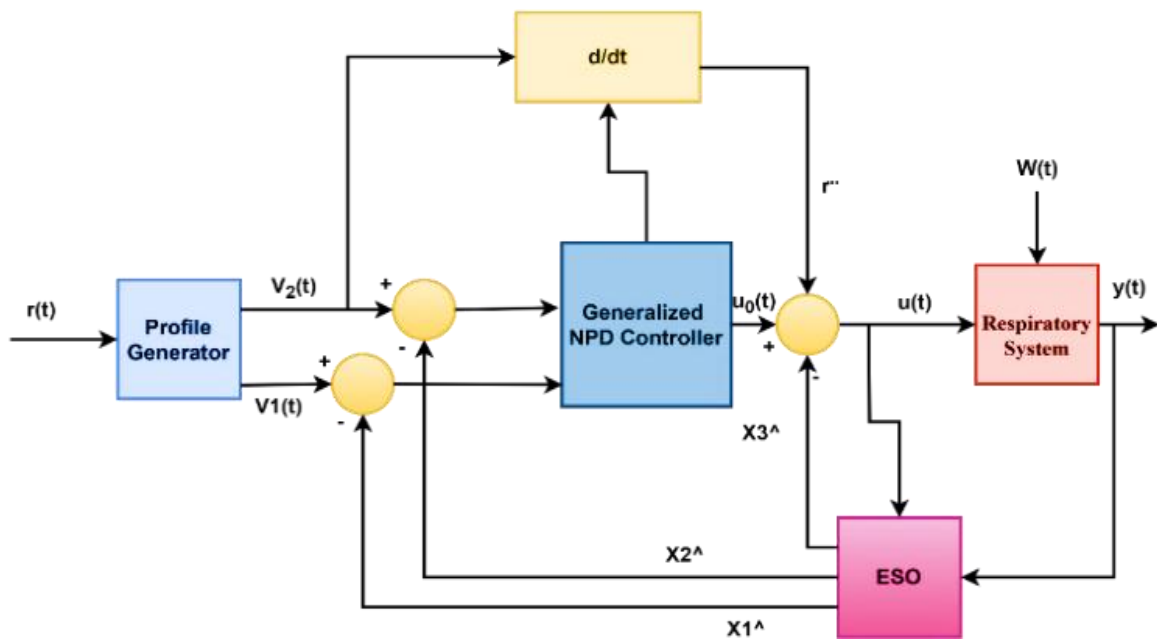 d/dt
W(t)
r¨
r(t)
Profile
Generator
V₂(t)
+
-
+
-
V1(t)
Generalized
NPD Controller
u₀(t)
+
-
u(t)
Respiratory
System
y(t)
X3^
X2^
ESO
X1^